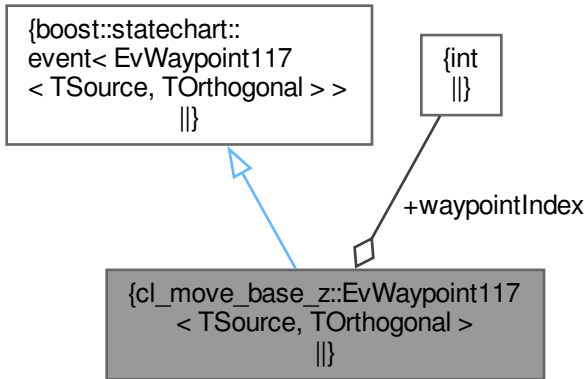 {boost::statechart::
event< EvWaypoint117
< TSource, TOrthogonal > >
||}
{int
||}
+waypointIndex
{cl_move_base_z::EvWaypoint117
< TSource, TOrthogonal >
||}